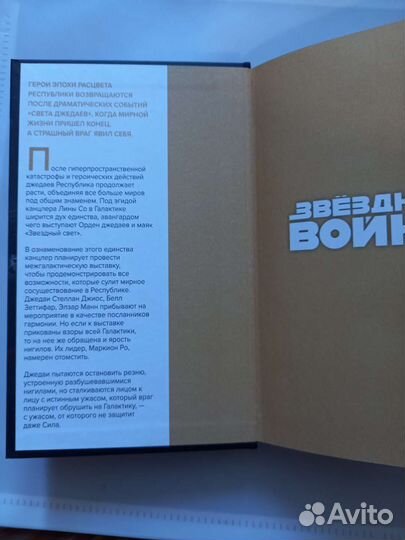 ГЕРОИ ЭПОХИ РАСЦВЕТА
РЕСПУБЛИКИ ВОЗВРАЩАЮТСЯ
ПОСЛЕ ДРАМАТИЧЕСКИХ СОБЫТИЙ
«СВЕТА ДЖЕДАЕВ», КОГДА МИРНОЙ
ЖИЗНИ ПРИШЕЛ КОНЕЦ,
А СТРАШНЫЙ ВРАГ ЯВИЛ СЕБЯ.
После гиперпространственной
катастрофы и героических действий
джедаев Республика продолжает
расти, объединяя все больше миров
под общим знаменем. Под эгидой
канцлера Лины Со в Галактике
ширится дух единства, авангардом
чего выступают Орден джедаев и маяк
«Звездный свет».
В ознаменование этого единства
канцлер планирует провести
межгалактическую выставку,
чтобы продемонстрировать все
возможности, которые сулит мирное
сосуществование в Республике.
Джедаи Стеллан Джиос, Белл
Зеттифар, Элзар Манн прибывают на
мероприятие в качестве посланников
гармонии. Но если к выставке
прикованы взоры всей Галактики,
то на нее же обращена и ярость
нигилов. Их лидер, Маркион Ро,
намерен отомстить.
Джедаи пытаются остановить резню,
устроенную разбушевавшимися
нигилами, но сталкиваются лицом к
лицу с истинным ужасом, который враг
планирует обрушить на Галактику, —
с ужасом, от которого не защитит
даже Сила.
ЗВЁЗДН
ВОЙН
Avito